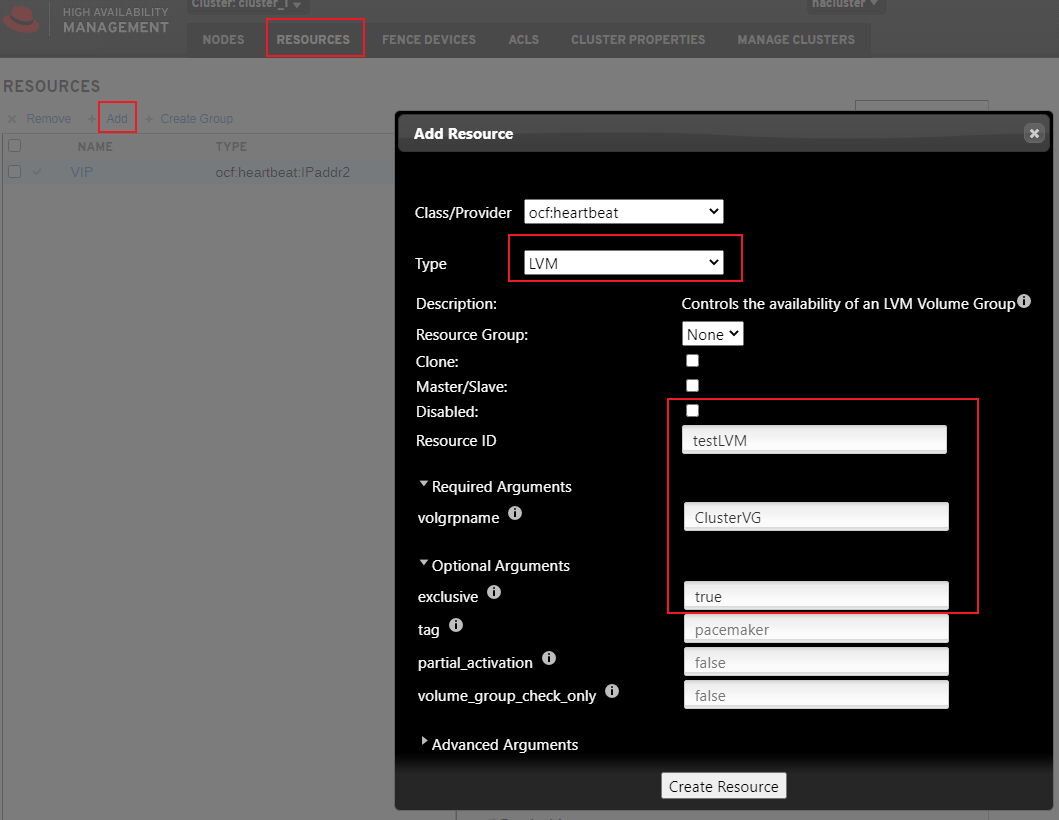 HIGH AVAILABILITY
MANAGEMENT
Cluster: cluster_1
hacluster
NODES RESOURCES FENCE DEVICES ACLS CLUSTER PROPERTIES MANAGE CLUSTERS
RESOURCES
Remove Add Create Group
NAME TYPE
VIP ocf:heartbeat:IPaddr2
Add Resource
Class/Provider ocf:heartbeat
Type LVM
Description: Controls the availability of an LVM Volume Group
Resource Group: None
Clone:
Master/Slave:
Disabled:
Resource ID testLVM
Required Arguments
volgrpname ClusterVG
Optional Arguments
exclusive true
tag pacemaker
partial_activation false
volume_group_check_only false
Advanced Arguments
Create Resource